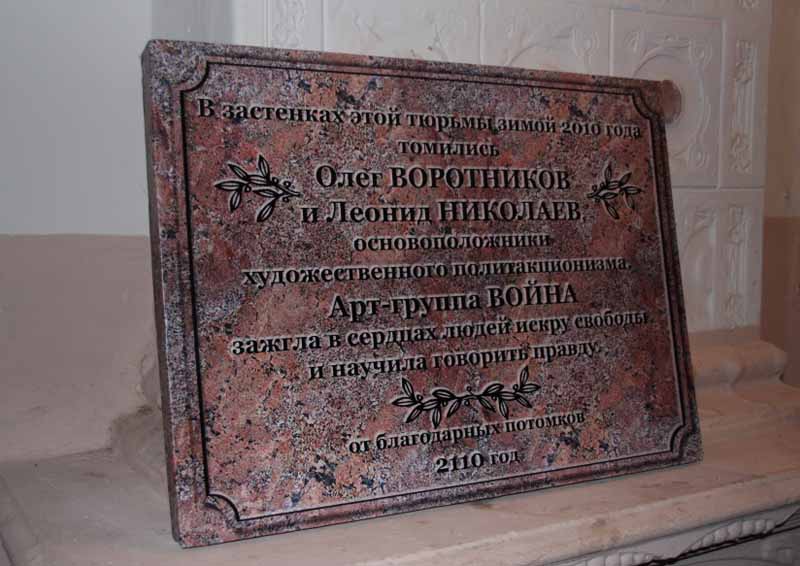 В застенках этой тюрьмы зимой 2010 года
томились
Олег ВОРОТНИКОВ
и Леонид НИКОЛАЕВ,
основоположники
художественного политакционизма.
Арт-группа ВОЙНА
зажгла в сердцах людей искру свободы
и научила говорить правду.
от благодарных потомков
2110 год